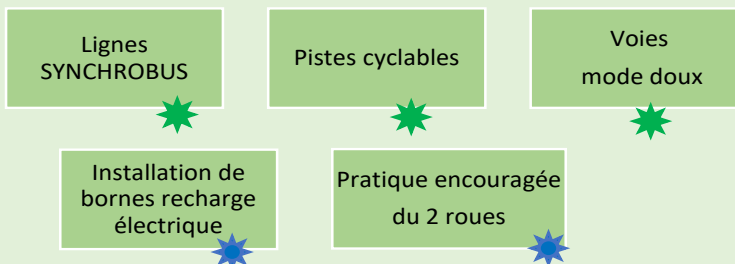 Lignes
SYNCHROBUS
Pistes cyclables
Voies
mode doux
Installation de
bornes recharge
électrique
Pratique encouragée
du 2 roues